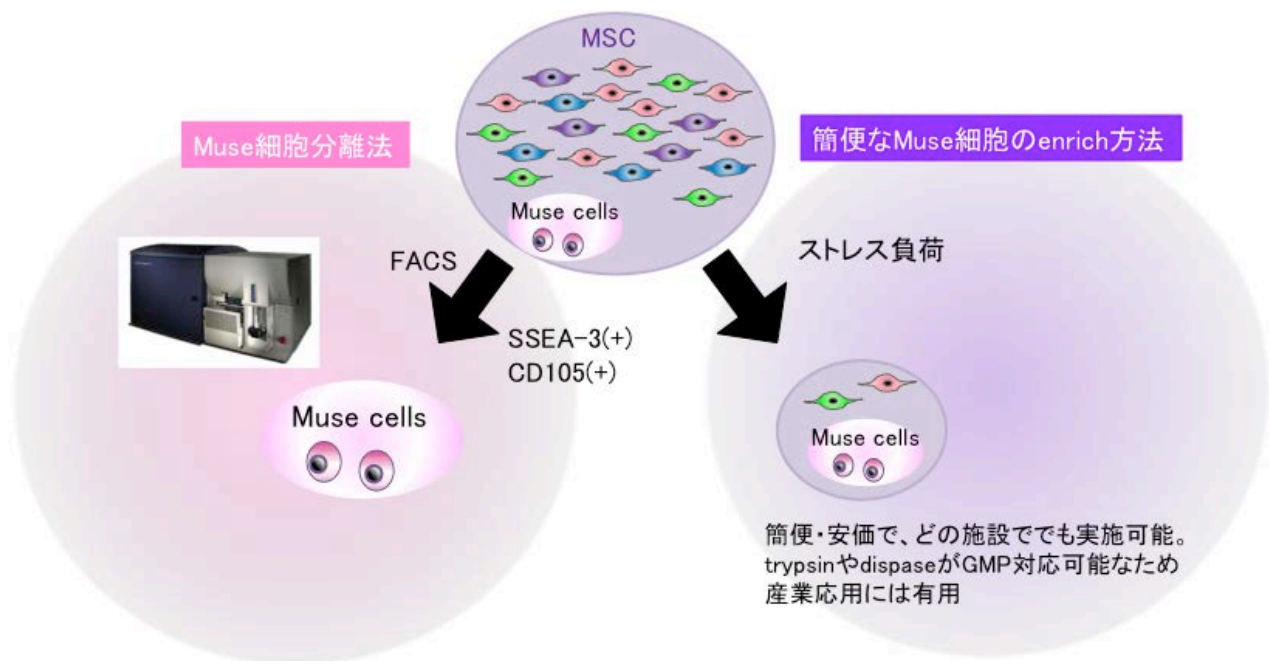 MSC
Muse細胞分離法
簡便なMuse細胞のenrich方法
Muse cells
FACS
ストレス負荷
SSEA-3(+)
CD105(+)
Muse cells
Muse cells
簡便・安価で、どの施設ででも実施可能。
trypsinやdispaseがGMP対応可能なため
産業応用には有用